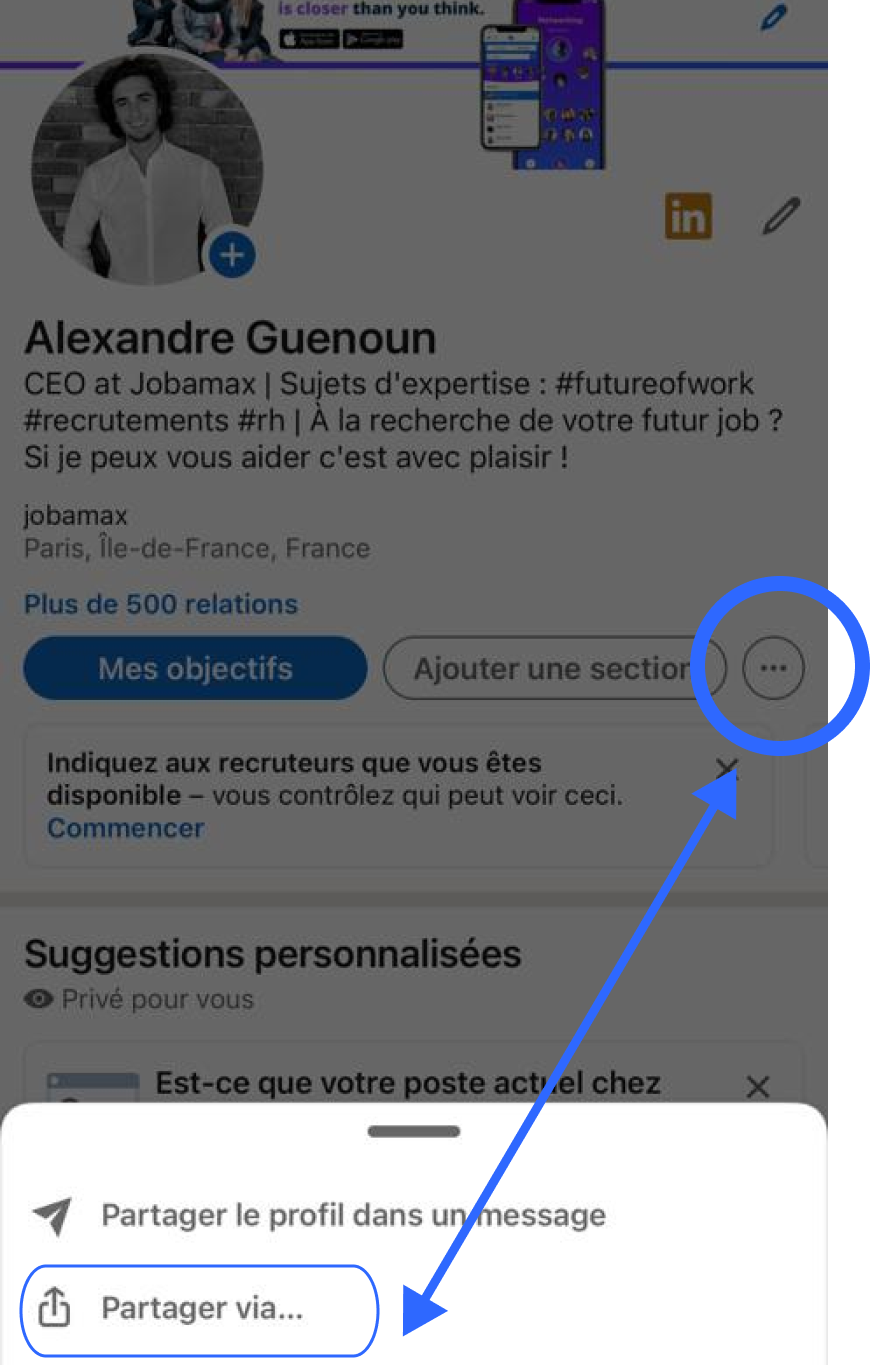 is closer than you think.
Networking
in
Alexandre Guenoun
CEO at Jobamax | Sujets d'expertise : #futureofwork
#recrutements #rh | À la recherche de votre futur job ?
Si je peux vous aider c'est avec plaisir !
jobamax
Paris, Île-de-France, France
Plus de 500 relations
Mes objectifs
Ajouter une section
Indiquez aux recruteurs que vous êtes
disponible – vous contrôlez qui peut voir ceci.
Commencer
Suggestions personnalisées
Privé pour vous
Est-ce que votre poste actuel chez
Partager le profil dans un message
Partager via...